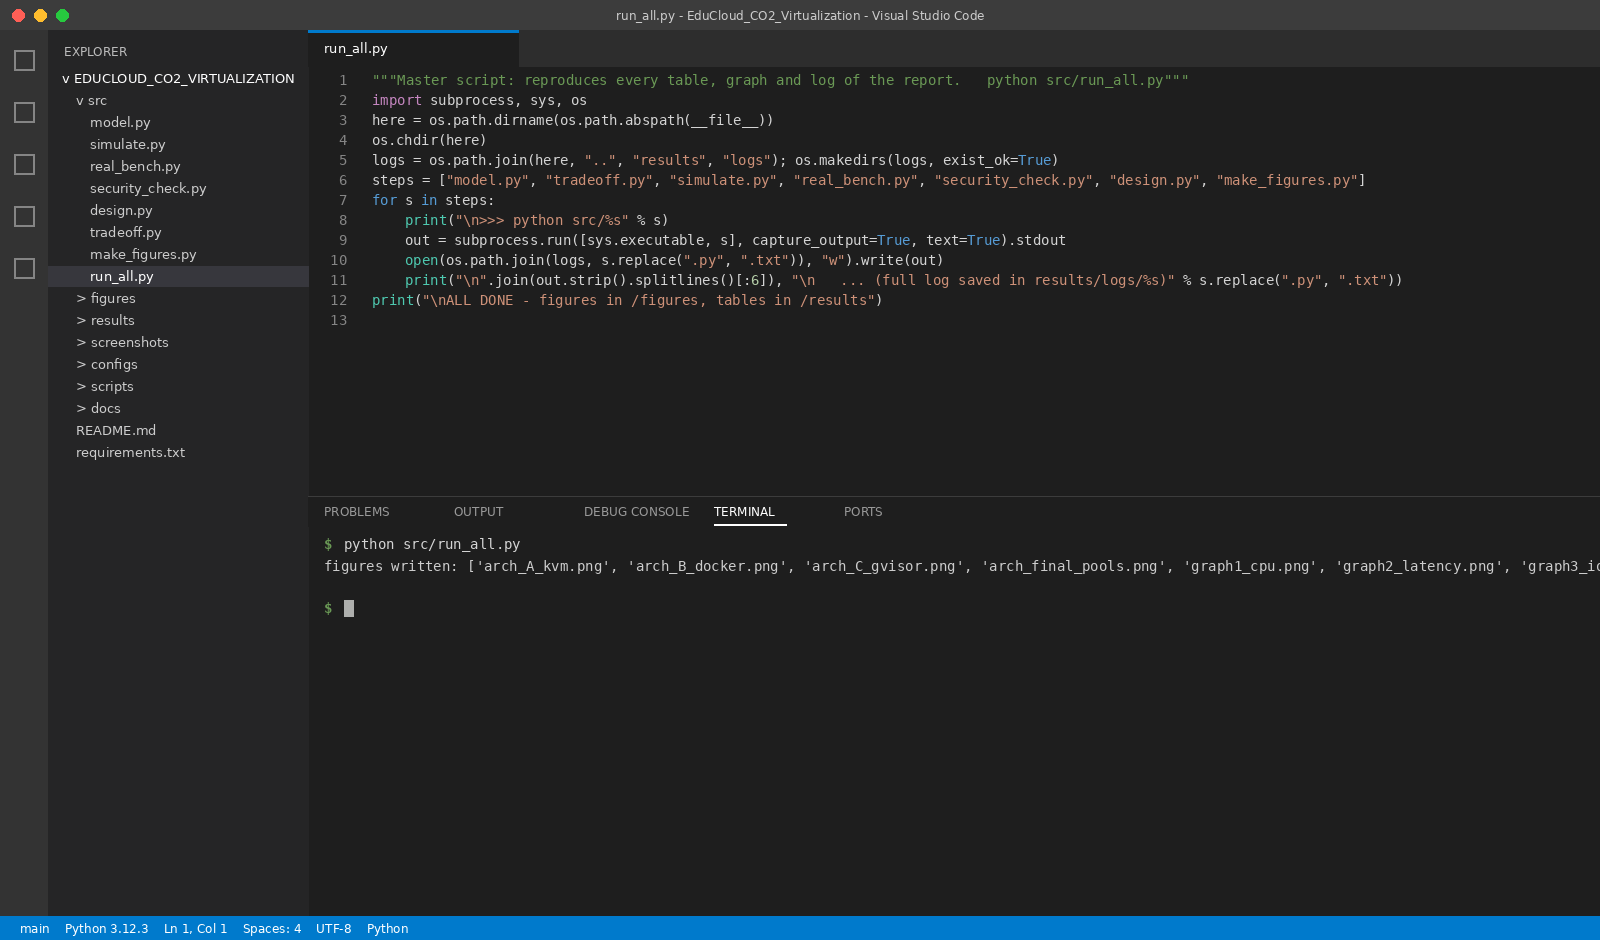 run_all.py - EduCloud_CO2_Virtualization - Visual Studio Code
EXPLORER
v EDUCLOUD_CO2_VIRTUALIZATION
v src
model.py
simulate.py
real_bench.py
security_check.py
design.py
tradeoff.py
make_figures.py
run_all.py
> figures
> results
> screenshots
> configs
> scripts
> docs
README.md
requirements.txt
run_all.py
1 """Master script: reproduces every table, graph and log of the report.   python src/run_all.py"""
2 import subprocess, sys, os
3 here = os.path.dirname(os.path.abspath(__file__))
4 os.chdir(here)
5 logs = os.path.join(here, "..", "results", "logs"); os.makedirs(logs, exist_ok=True)
6 steps = ["model.py", "tradeoff.py", "simulate.py", "real_bench.py", "security_check.py", "design.py", "make_figures.py"]
7 for s in steps:
8     print("\n>>> python src/%s" % s)
9     out = subprocess.run([sys.executable, s], capture_output=True, text=True).stdout
10     open(os.path.join(logs, s.replace(".py", ".txt")), "w").write(out)
11     print("\n".join(out.strip().splitlines()[:6]), "\n   ... (full log saved in results/logs/%s)" % s.replace(".py", ".txt"))
12 print("\nALL DONE - figures in /figures, tables in /results")
13
PROBLEMS OUTPUT DEBUG CONSOLE TERMINAL PORTS
$ python src/run_all.py
figures written: ['arch_A_kvm.png', 'arch_B_docker.png', 'arch_C_gvisor.png', 'arch_final_pools.png', 'graph1_cpu.png', 'graph2_latency.png',
$
main Python 3.12.3 Ln 1, Col 1 Spaces: 4 UTF-8 Python